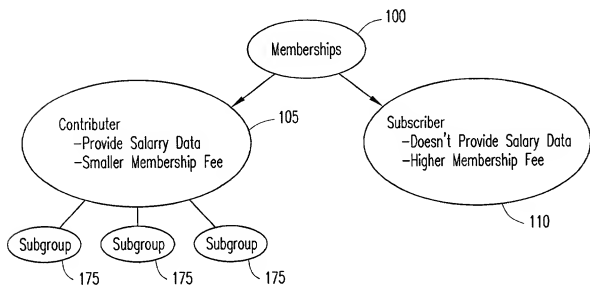 100
Memberships
105
Contributer
-Provide Salarry Data
-Smaller Membership Fee
Subscriber
-Doesn't Provide Salary Data
-Higher Membership Fee
110
Subgroup
Subgroup
Subgroup
175
175
175